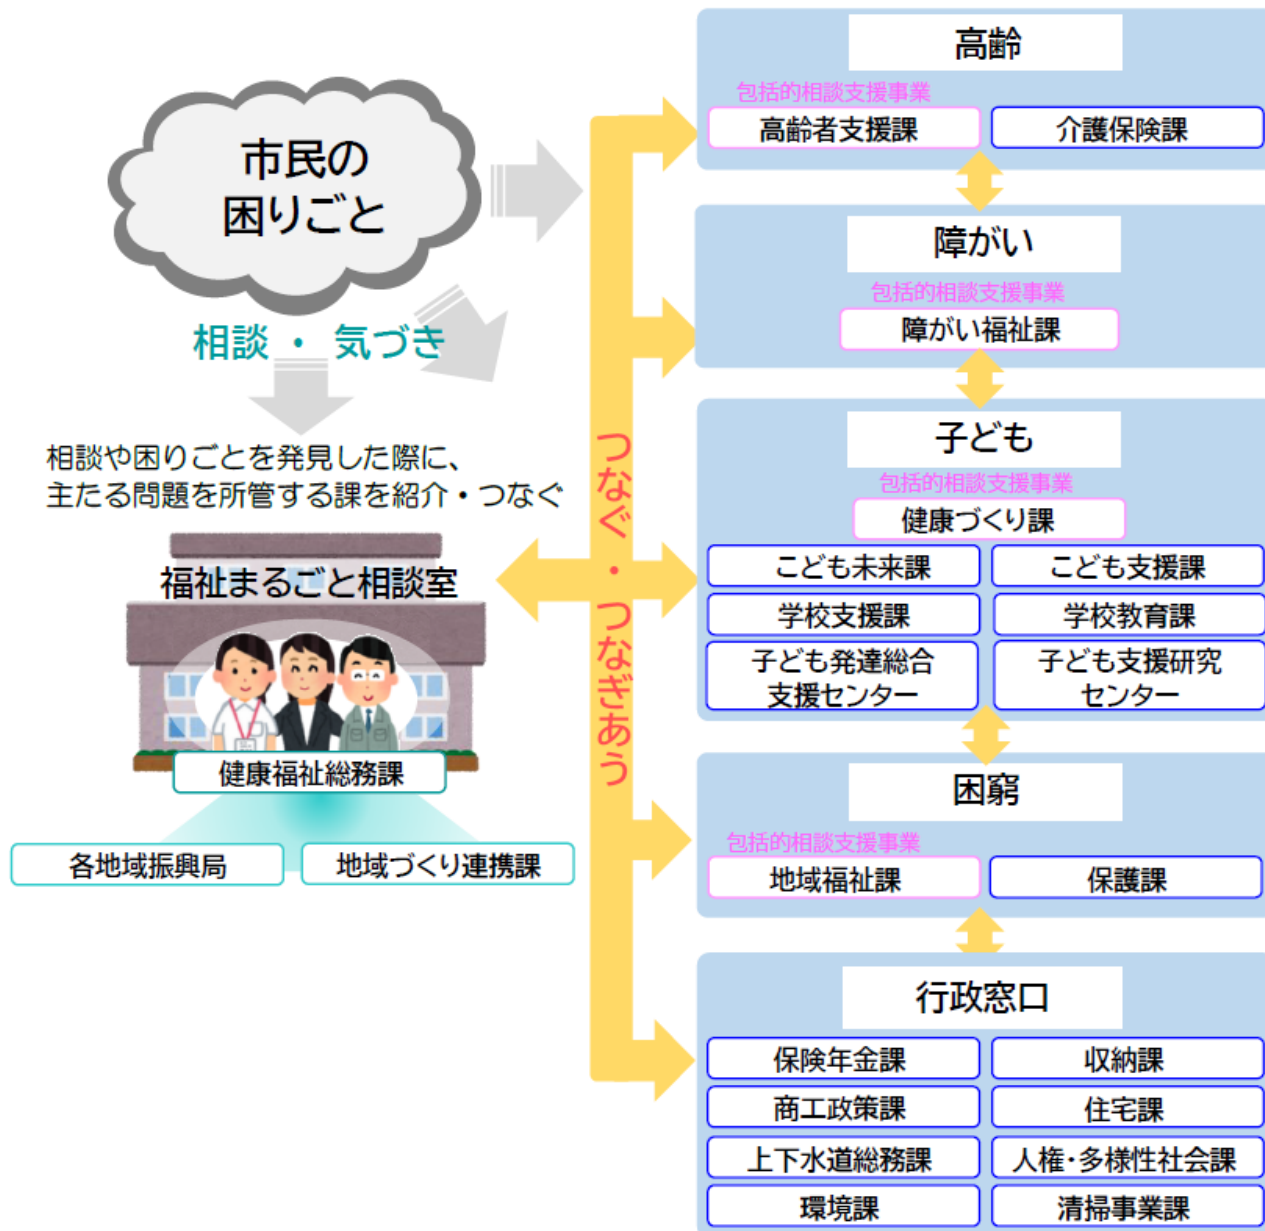 市民の
困りごと
相談 ・ 気づき
相談や困りごとを発見した際に、
主たる問題を所管する課を紹介・つなぐ
福祉まるごと相談室
健康福祉総務課
各地域振興局
地域づくり連携課
つなぐ・つなぎあう
高齢
包括的相談支援事業
高齢者支援課
介護保険課
障がい
包括的相談支援事業
障がい福祉課
子ども
包括的相談支援事業
健康づくり課
こども未来課
こども支援課
学校支援課
学校教育課
子ども発達総合
支援センター
子ども支援研究
センター
困窮
包括的相談支援事業
地域福祉課
保護課
行政窓口
保険年金課
収納課
商工政策課
住宅課
上下水道総務課
人権・多様性社会課
環境課
清掃事業課